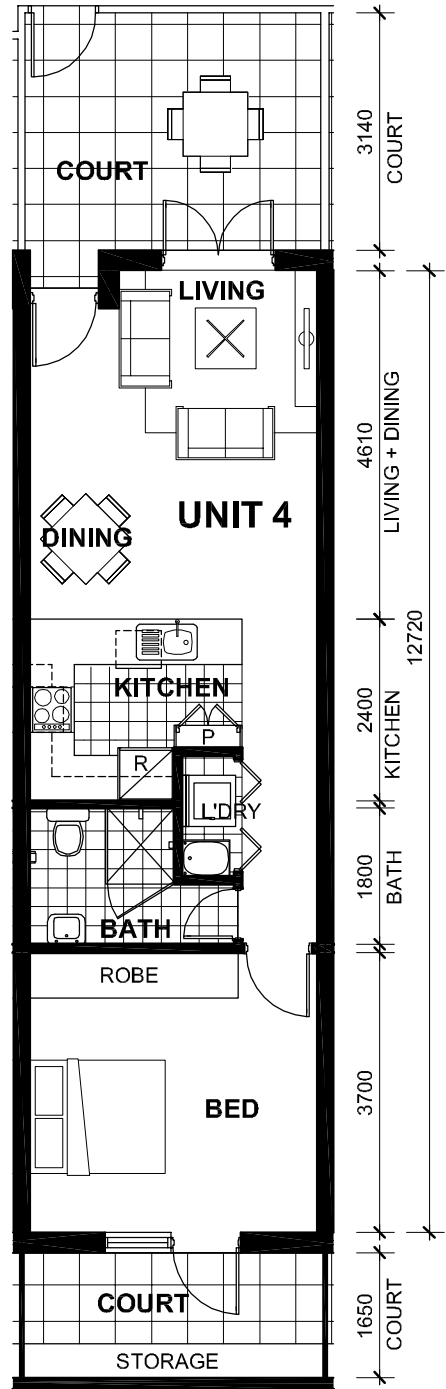 COURT
3140
COURT
LIVING
4610
LIVING + DINING
UNIT 4
DINING
12720
KITCHEN
2400
KITCHEN
P
R
L'DRY
1800
BATH
BATH
ROBE
BED
3700
COURT
1650
COURT
STORAGE